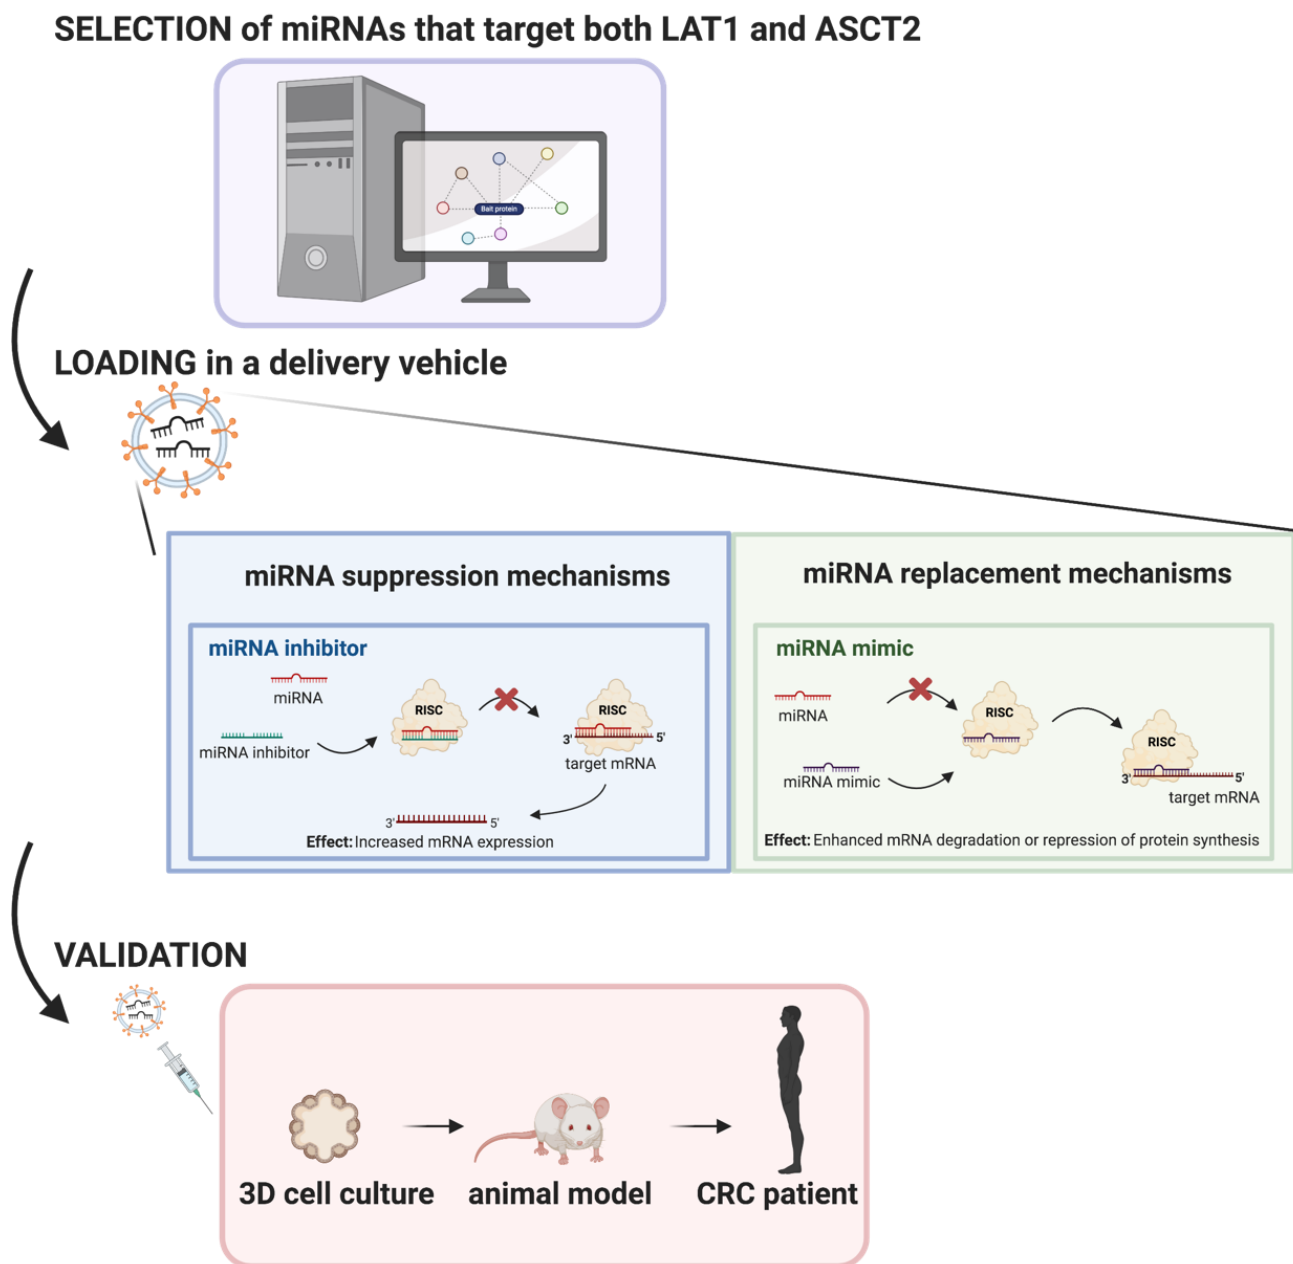 SELECTION of miRNAs that target both LAT1 and ASCT2
Bait protein
LOADING in a delivery vehicle
miRNA suppression mechanisms
miRNA inhibitor
miRNA
miRNA inhibitor
RISC
RISC
3' 5'
target mRNA
3' 5'
Effect: Increased mRNA expression
miRNA replacement mechanisms
miRNA mimic
miRNA
miRNA mimic
RISC
RISC
3' 5'
target mRNA
Effect: Enhanced mRNA degradation or repression of protein synthesis
VALIDATION
3D cell culture
animal model
CRC patient